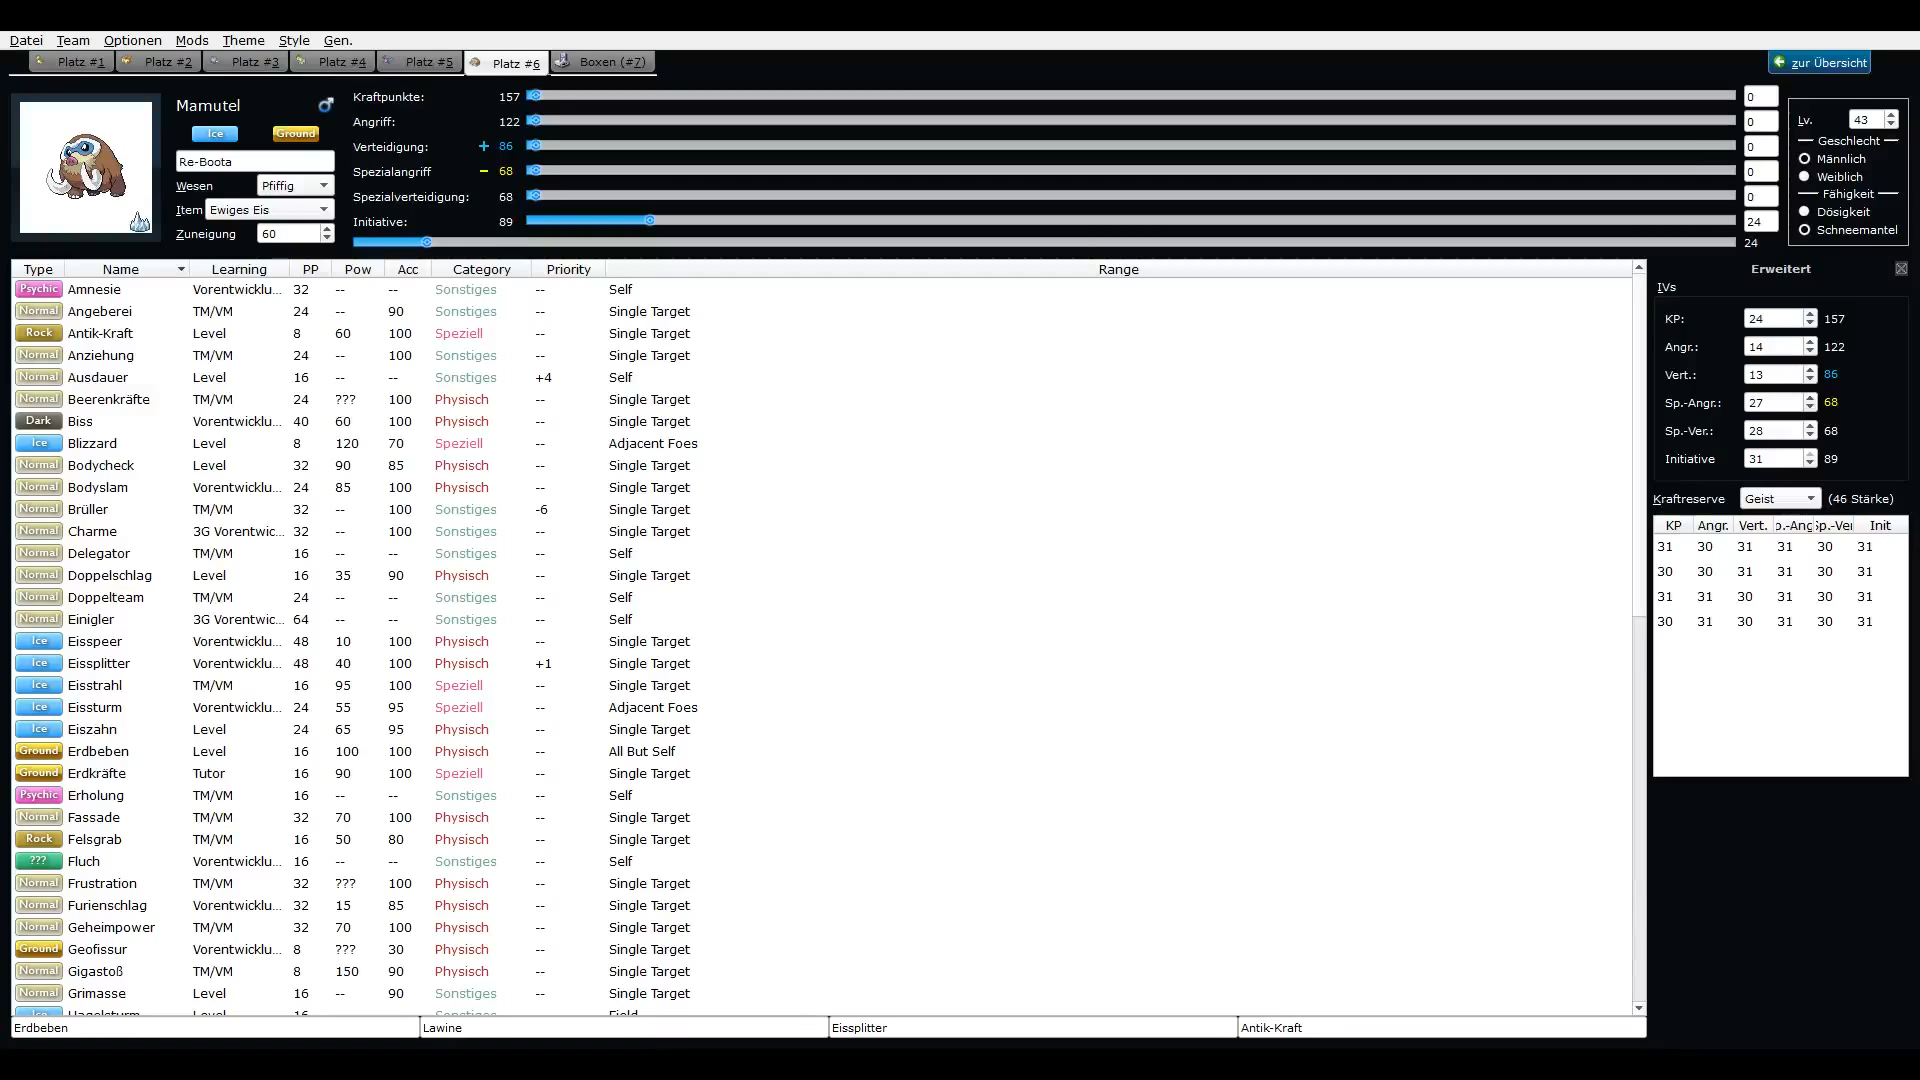 Datei Team Optionen Mods Theme Style Gen.
Platz #1 Platz #2 Platz #3 Platz #4 Platz #5 Platz #6 Boxen (#7) zur Übersicht
Mamutel
Ice Ground
Re-Boota
Wesen Pfiffig
Item Ewiges Eis
Zuneigung 60
Kraftpunkte: 157 0
Angriff: 122 0
Verteidigung: + 86 0
Spezialangriff − 68 0
Spezialverteidigung: 68 0
Initiative: 89 24
24
Lv. 43
Geschlecht
Männlich
Weiblich
Fähigkeit
Dösigkeit
Schneemantel
Type Name Learning PP Pow Acc Category Priority Range
Psychic Amnesie Vorentwicklu... 32 -- -- Sonstiges -- Self
Normal Angeberei TM/VM 24 -- 90 Sonstiges -- Single Target
Rock Antik-Kraft Level 8 60 100 Speziell -- Single Target
Normal Anziehung TM/VM 24 -- 100 Sonstiges -- Single Target
Normal Ausdauer Level 16 -- -- Sonstiges +4 Self
Normal Beerenkräfte TM/VM 24 ??? 100 Physisch -- Single Target
Dark Biss Vorentwicklu... 40 60 100 Physisch -- Single Target
Ice Blizzard Level 8 120 70 Speziell -- Adjacent Foes
Normal Bodycheck Level 32 90 85 Physisch -- Single Target
Normal Bodyslam Vorentwicklu... 24 85 100 Physisch -- Single Target
Normal Brüller TM/VM 32 -- 100 Sonstiges -6 Single Target
Normal Charme 3G Vorentwic... 32 -- 100 Sonstiges -- Single Target
Normal Delegator TM/VM 16 -- -- Sonstiges -- Self
Normal Doppelschlag Level 16 35 90 Physisch -- Single Target
Normal Doppelteam TM/VM 24 -- -- Sonstiges -- Self
Normal Einigler 3G Vorentwic... 64 -- -- Sonstiges -- Self
Ice Eisspeer Vorentwicklu... 48 10 100 Physisch -- Single Target
Ice Eissplitter Vorentwicklu... 48 40 100 Physisch +1 Single Target
Ice Eisstrahl TM/VM 16 95 100 Speziell -- Single Target
Ice Eissturm Vorentwicklu... 24 55 95 Speziell -- Adjacent Foes
Ice Eiszahn Level 24 65 95 Physisch -- Single Target
Ground Erdbeben Level 16 100 100 Physisch -- All But Self
Ground Erdkräfte Tutor 16 90 100 Speziell -- Single Target
Psychic Erholung TM/VM 16 -- -- Sonstiges -- Self
Normal Fassade TM/VM 32 70 100 Physisch -- Single Target
Rock Felsgrab TM/VM 16 50 80 Physisch -- Single Target
??? Fluch Vorentwicklu... 16 -- -- Sonstiges -- Self
Normal Frustration TM/VM 32 ??? 100 Physisch -- Single Target
Normal Furienschlag Vorentwicklu... 32 15 85 Physisch -- Single Target
Normal Geheimpower TM/VM 32 70 100 Physisch -- Single Target
Ground Geofissur Vorentwicklu... 8 ??? 30 Physisch -- Single Target
Normal Gigastoß TM/VM 8 150 90 Physisch -- Single Target
Normal Grimasse Level 16 -- 90 Sonstiges -- Single Target
Ice Hagelsturm Level 16 -- -- Sonstiges -- Field
Erdbeben Lawine Eissplitter Antik-Kraft
Erweitert
IVs
KP: 24 157
Angr.: 14 122
Vert.: 13 86
Sp.-Angr.: 27 68
Sp.-Ver.: 28 68
Initiative 31 89
Kraftreserve Geist (46 Stärke)
KP Angr. Vert. Init
31 30 31 31 30 31
30 30 31 31 30 31
31 31 30 31 30 31
30 31 30 31 30 31